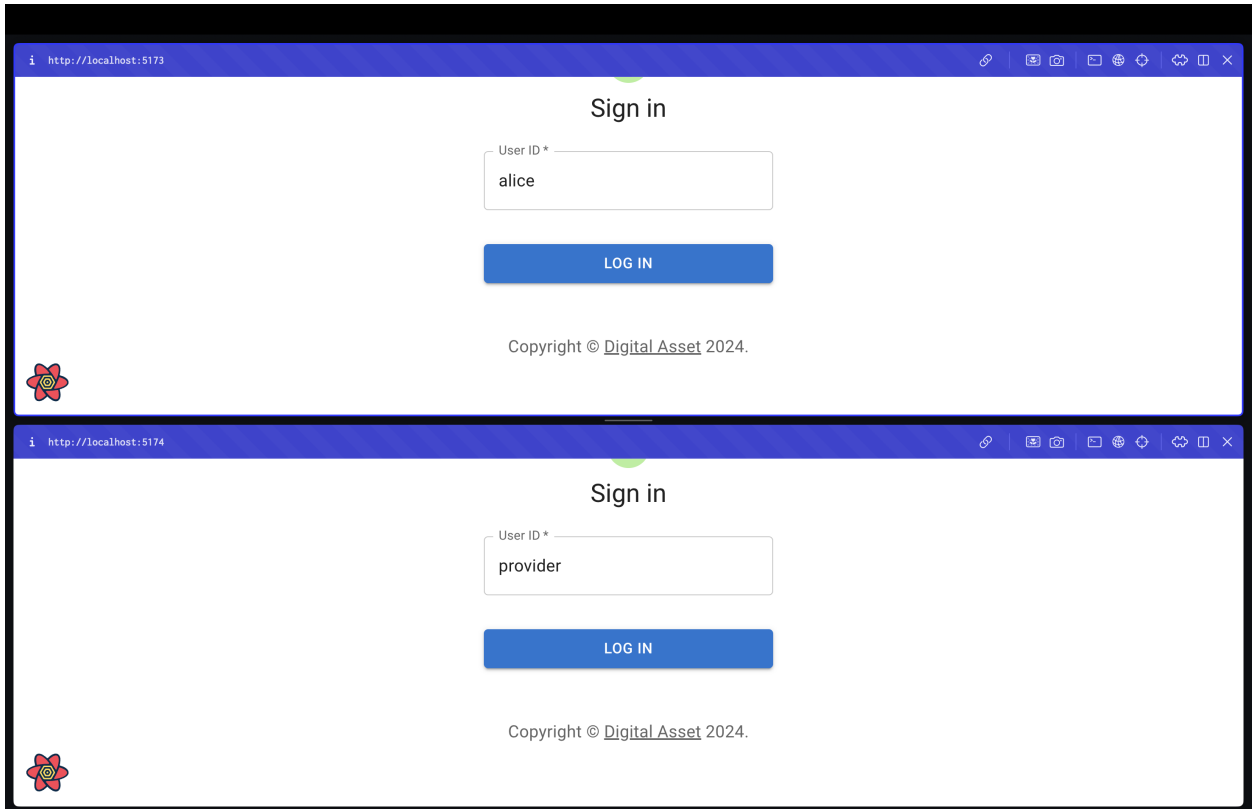 i http://localhost:5173
Sign in
User ID *
alice
LOG IN
Copyright © Digital Asset 2024.
i http://localhost:5174
Sign in
User ID *
provider
LOG IN
Copyright © Digital Asset 2024.